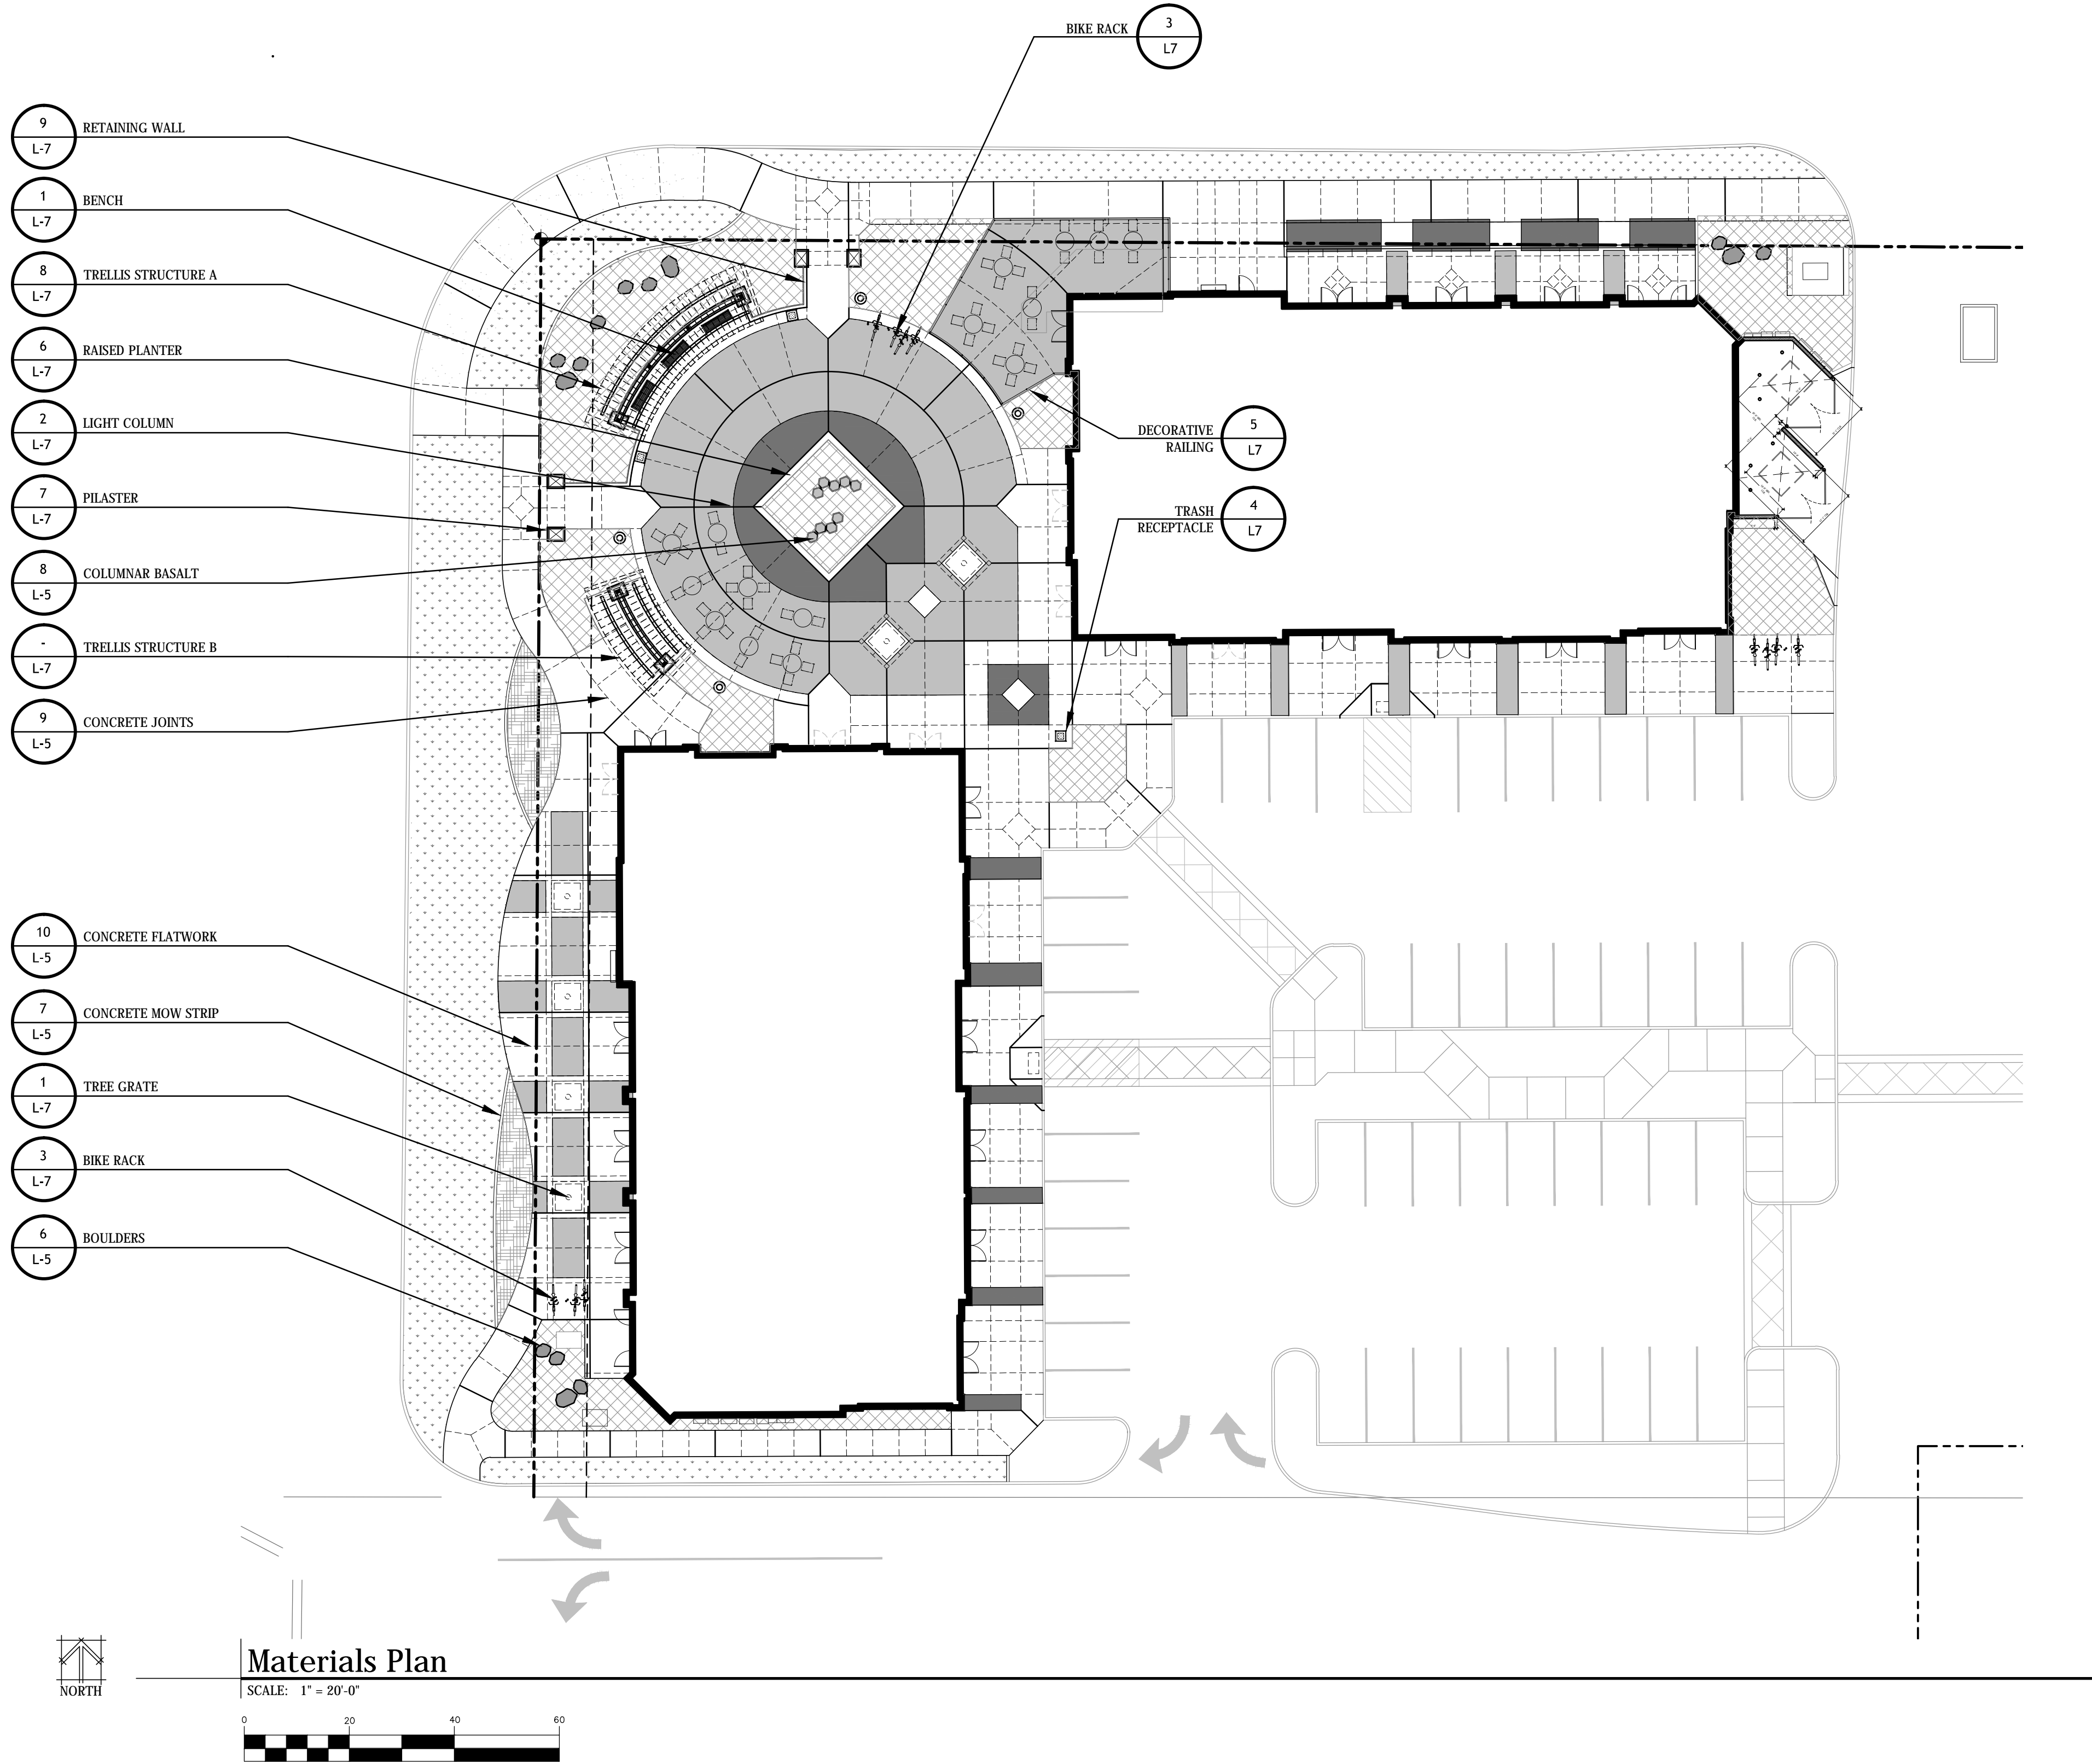 BIKE RACK
3
L7
9
RETAINING WALL
L-7
1
BENCH
L-7
8
TRELLIS STRUCTURE A
L-7
6
RAISED PLANTER
L-7
2
LIGHT COLUMN
L-7
DECORATIVE
RAILING
5
L7
7
PILASTER
L-7
TRASH
RECEPTACLE
4
L7
8
COLUMNAR BASALT
L-5
-
TRELLIS STRUCTURE B
L-7
9
CONCRETE JOINTS
L-5
10
CONCRETE FLATWORK
L-5
7
CONCRETE MOW STRIP
L-5
1
TREE GRATE
L-7
3
BIKE RACK
L-7
6
BOULDERS
L-5
NORTH
Materials Plan
SCALE: 1" = 20'-0"
0 20 40 60